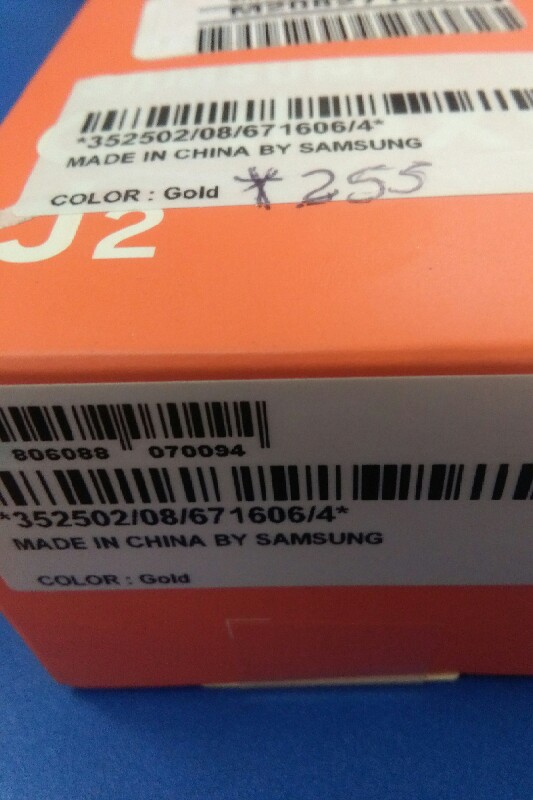 *352502/08/671606/4*
MADE IN CHINA BY SAMSUNG
COLOR : Gold *255
J2
806088 070094
*352502/08/671606/4*
MADE IN CHINA BY SAMSUNG
COLOR : Gold